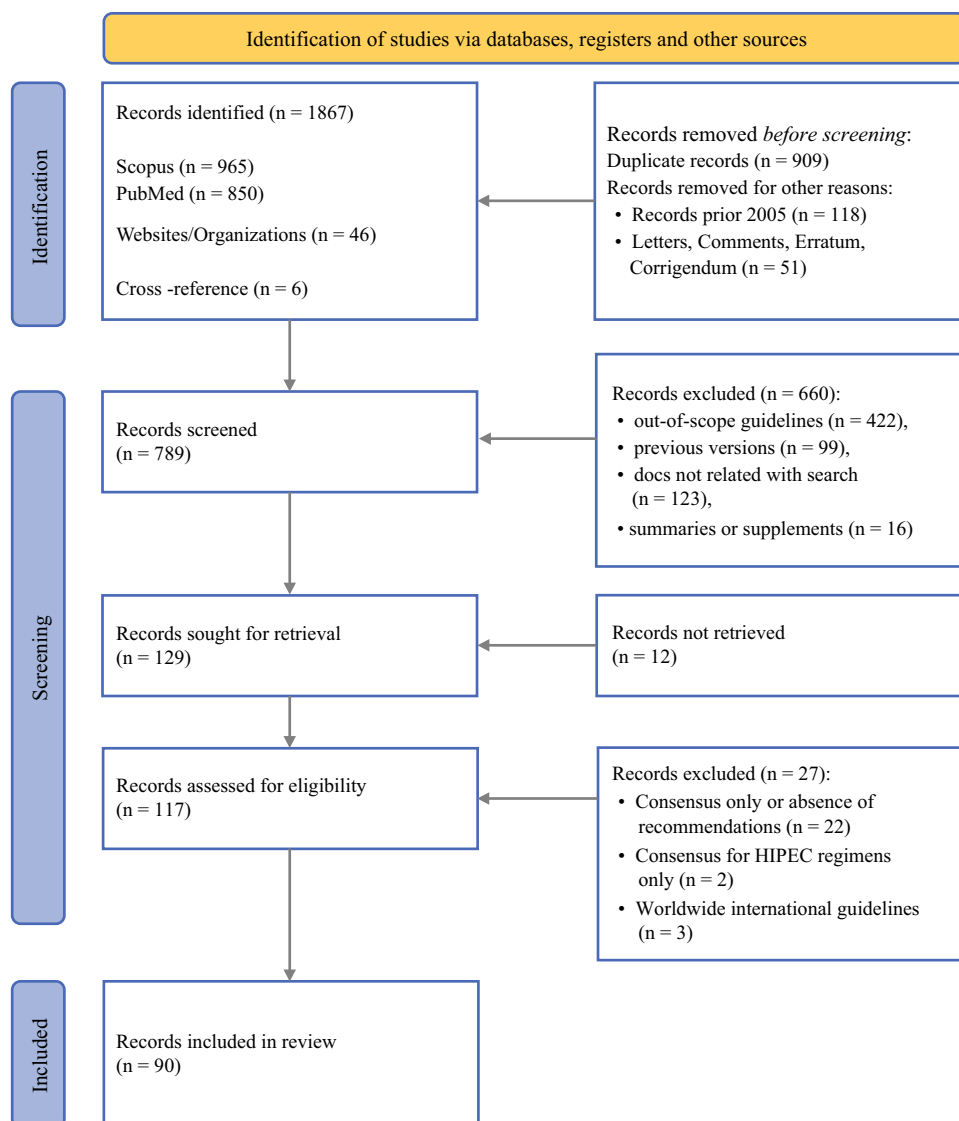 Identification of studies via databases, registers and other sources
Identification
Records identified (n = 1867)
Scopus (n = 965)
PubMed (n = 850)
Websites/Organizations (n = 46)
Cross -reference (n = 6)
Records removed before screening:
Duplicate records (n = 909)
Records removed for other reasons:
• Records prior 2005 (n = 118)
• Letters, Comments, Erratum,
Corrigendum (n = 51)
Screening
Records screened
(n = 789)
Records excluded (n = 660):
• out-of-scope guidelines (n = 422),
• previous versions (n = 99),
• docs not related with search
(n = 123),
• summaries or supplements (n = 16)
Records sought for retrieval
(n = 129)
Records not retrieved
(n = 12)
Records assessed for eligibility
(n = 117)
Records excluded (n = 27):
• Consensus only or absence of
recommendations (n = 22)
• Consensus for HIPEC regimens
only (n = 2)
• Worldwide international guidelines
(n = 3)
Included
Records included in review
(n = 90)